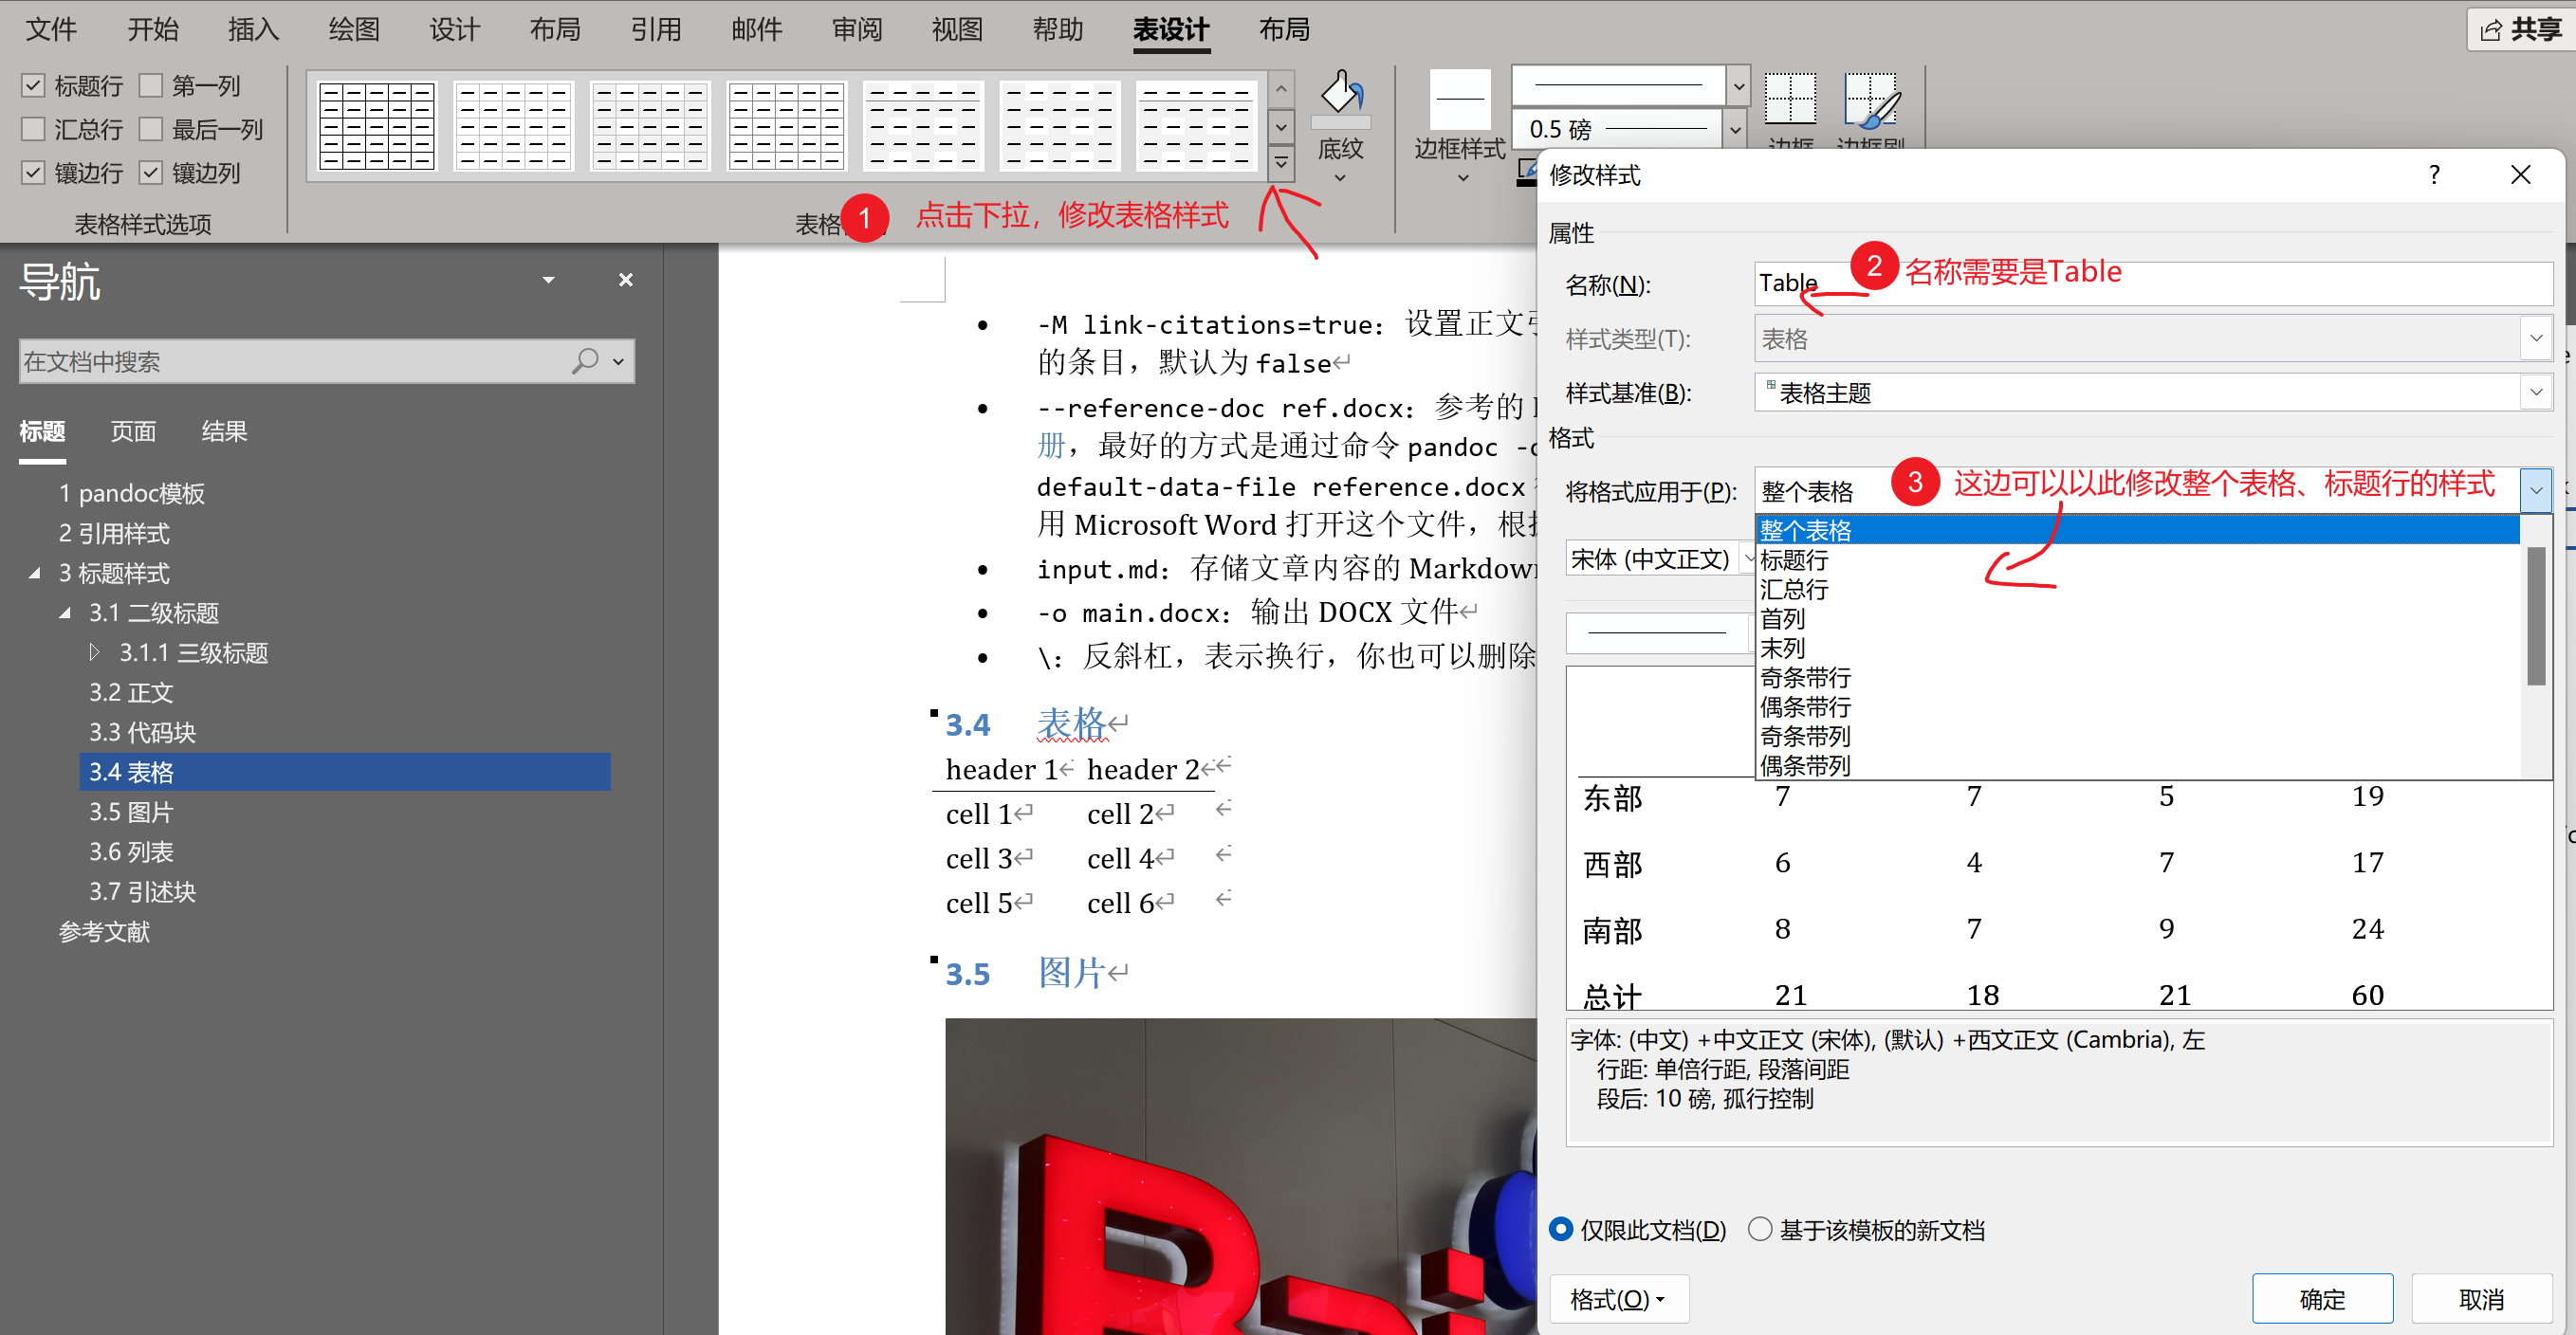 文件 开始 插入 绘图 设计 布局 引用 邮件 审阅 视图 帮助 表设计 布局 共享
标题行 第一列
汇总行 最后一列
镶边行 镶边列
表格样式选项
底纹
边框样式
0.5 磅
边框 边框刷
表格
1 点击下拉，修改表格样式
导航
在文档中搜索
标题 页面 结果
1 pandoc模板
2 引用样式
3 标题样式
3.1 二级标题
3.1.1 三级标题
3.2 正文
3.3 代码块
3.4 表格
3.5 图片
3.6 列表
3.7 引述块
参考文献
• -M link-citations=true：设置正文
的条目，默认为 false
• --reference-doc ref.docx：参考的
册，最好的方式是通过命令 pandoc
default-data-file reference.docx
用 Microsoft Word 打开这个文件，
• input.md：存储文章内容的 Markdown
• -o main.docx：输出 DOCX 文件
• \：反斜杠，表示换行，你也可以删除
3.4 表格
header 1 header 2
cell 1 cell 2
cell 3 cell 4
cell 5 cell 6
3.5 图片
修改样式 ?
属性
名称(N): Table
2 名称需要是Table
样式类型(T): 表格
样式基准(B): 表格主题
格式
将格式应用于(P): 整个表格
3 这边可以以此修改整个表格、标题行的样式
宋体 (中文正文)
整个表格
标题行
汇总行
首列
末列
奇条带行
偶条带行
奇条带列
偶条带列
东部 7 7 5 19
西部 6 4 7 17
南部 8 7 9 24
总计 21 18 21 60
字体: (中文) +中文正文 (宋体), (默认) +西文正文 (Cambria), 左
行距: 单倍行距, 段落间距
段后: 10 磅, 孤行控制
仅限此文档(D) 基于该模板的新文档
格式(O) 确定 取消